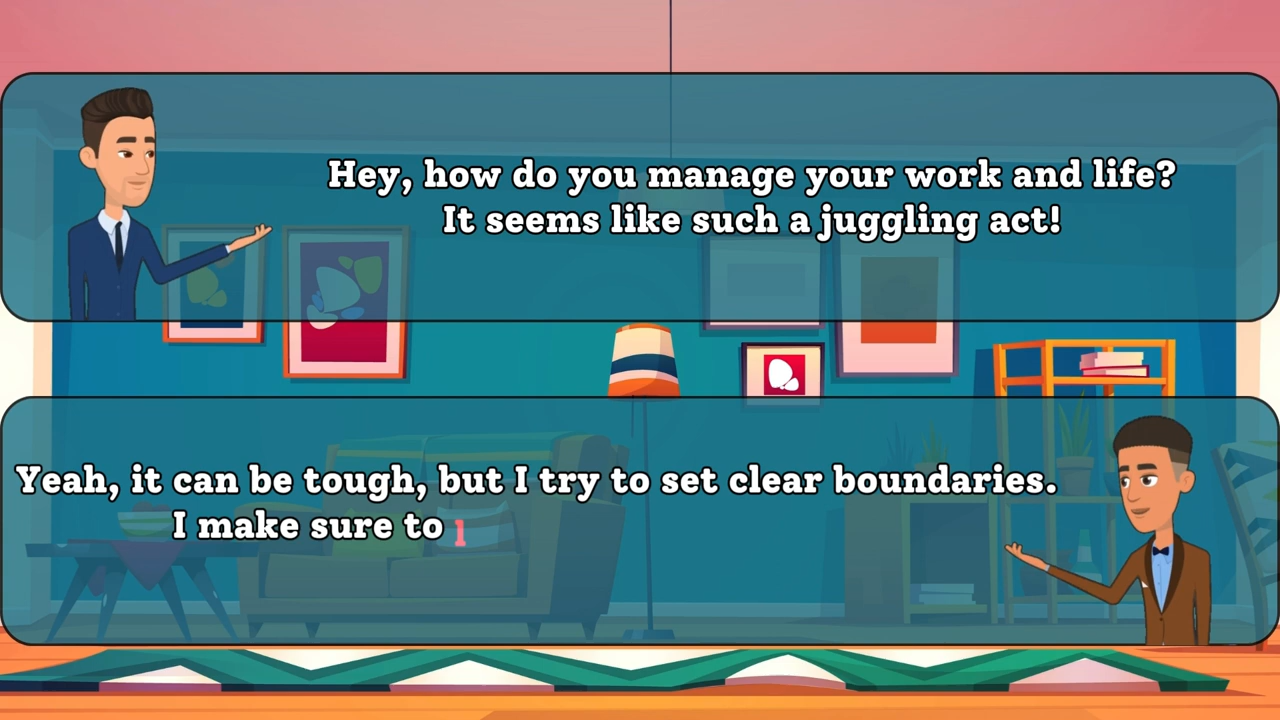 Hey, how do you manage your work and life?
It seems like such a juggling act!
Yeah, it can be tough, but I try to set clear boundaries.
I make sure to l